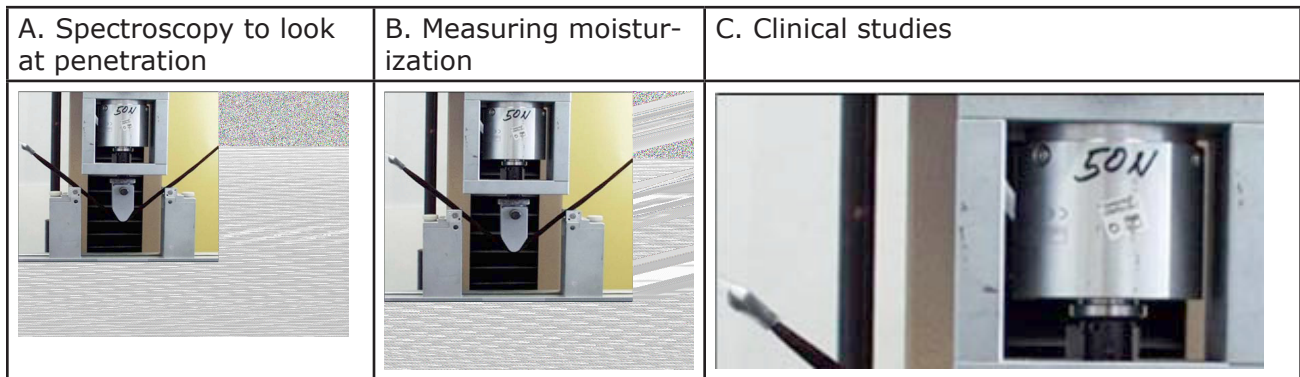 A. Spectroscopy to look
at penetration
B. Measuring moistur-
ization
C. Clinical studies
50N
50N
50N